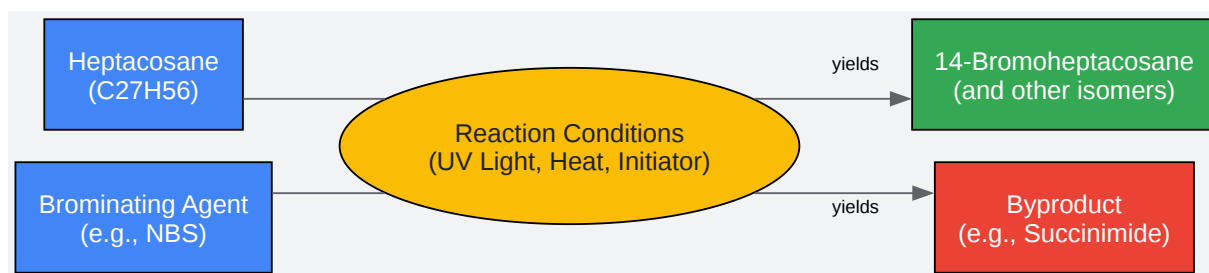 Heptacosane
(C27H56)
Brominating Agent
(e.g., NBS)
Reaction Conditions
(UV Light, Heat, Initiator)
yields
yields
14-Bromoheptacosane
(and other isomers)
Byproduct
(e.g., Succinimide)